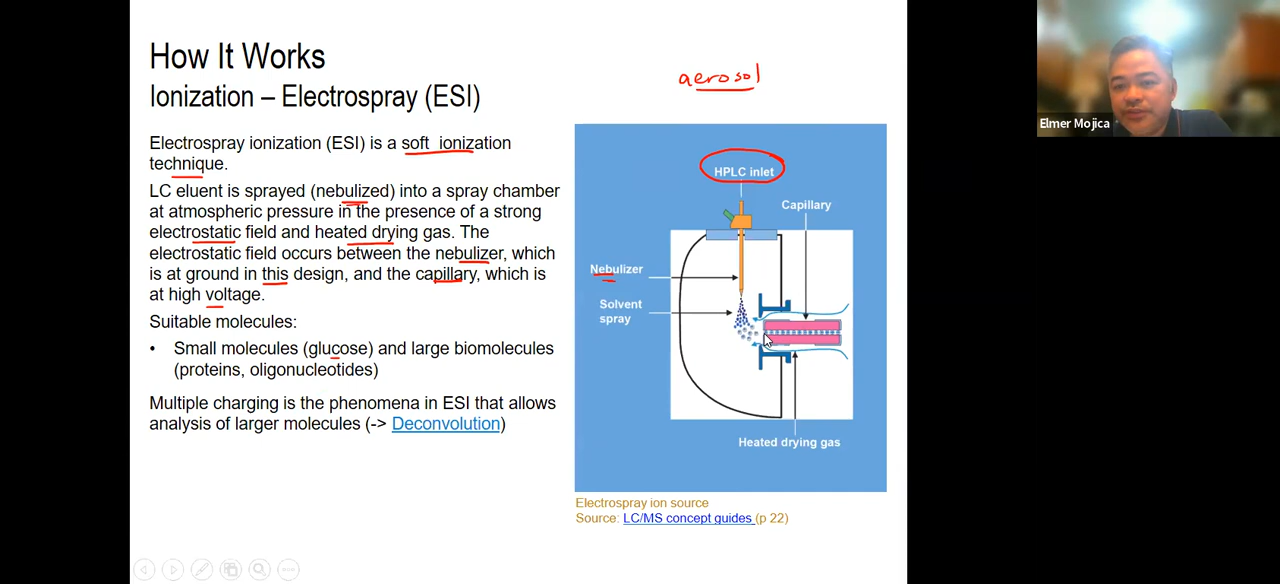 How It Works
Ionization – Electrospray (ESI)
Electrospray ionization (ESI) is a soft ionization
technique.
LC eluent is sprayed (nebulized) into a spray chamber
at atmospheric pressure in the presence of a strong
electrostatic field and heated drying gas. The
electrostatic field occurs between the nebulizer, which
is at ground in this design, and the capillary, which is
at high voltage.
Suitable molecules:
• Small molecules (glucose) and large biomolecules
(proteins, oligonucleotides)
Multiple charging is the phenomena in ESI that allows
analysis of larger molecules (-> Deconvolution)
aerosol
HPLC inlet
Capillary
Nebulizer
Solvent
spray
Heated drying gas
Electrospray ion source
Source: LC/MS concept guides (p 22)
Elmer Mojica